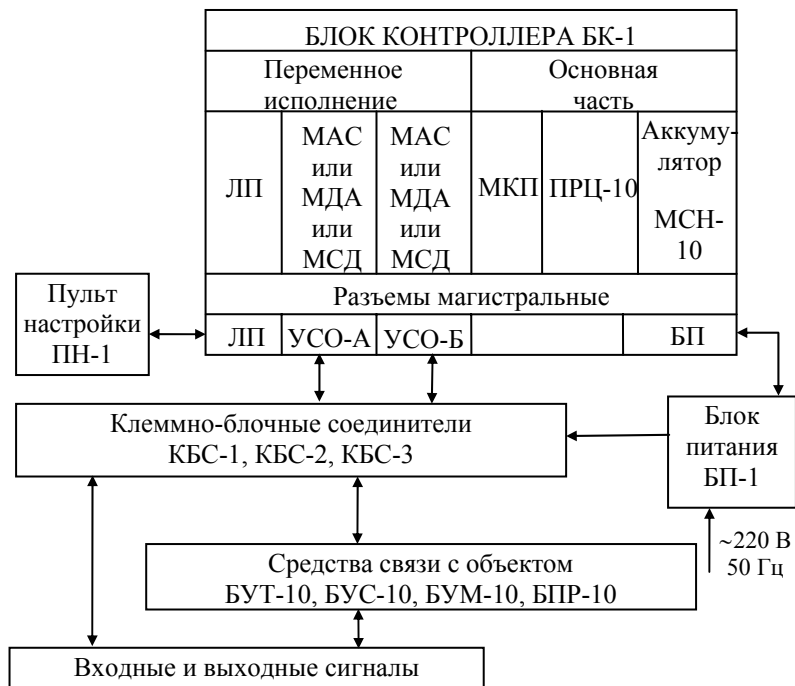 БЛОК КОНТРОЛЛЕРА БК-1
Переменное
исполнение
Основная
часть
ЛП
МАС
или
МДА
или
МСД
МАС
или
МДА
или
МСД
МКП
ПРЦ-10
Аккуму-
лятор
МСН-
10
Разъемы магистральные
ЛП
УСО-А
УСО-Б
БП
Пульт
настройки
ПН-1
Клеммно-блочные соединители
КБС-1, КБС-2, КБС-3
Блок
питания
БП-1
~220 В
50 Гц
Средства связи с объектом
БУТ-10, БУС-10, БУМ-10, БПР-10
Входные и выходные сигналы